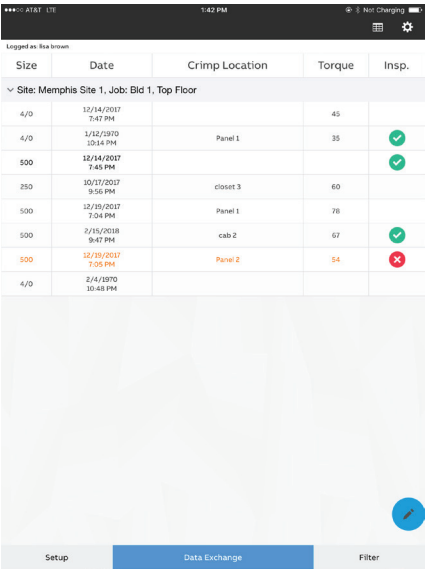 AT&T LTE 1:42 PM Not Charging
Logged as: lisa brown
Size Date Crimp Location Torque Insp.
Site: Memphis Site 1, Job: Bld 1, Top Floor
4/0 12/14/2017 45
7:47 PM
4/0 1/12/1970 Panel 1 35
10:14 PM
500 12/14/2017
7:45 PM
250 10/17/2017 closet 3 60
9:56 PM
500 12/19/2017 Panel 1 78
7:04 PM
500 2/15/2018 cab 2 67
9:47 PM
500 12/19/2017 Panel 2 54
7:05 PM
4/0 2/4/1970
10:48 PM
Setup Data Exchange Filter